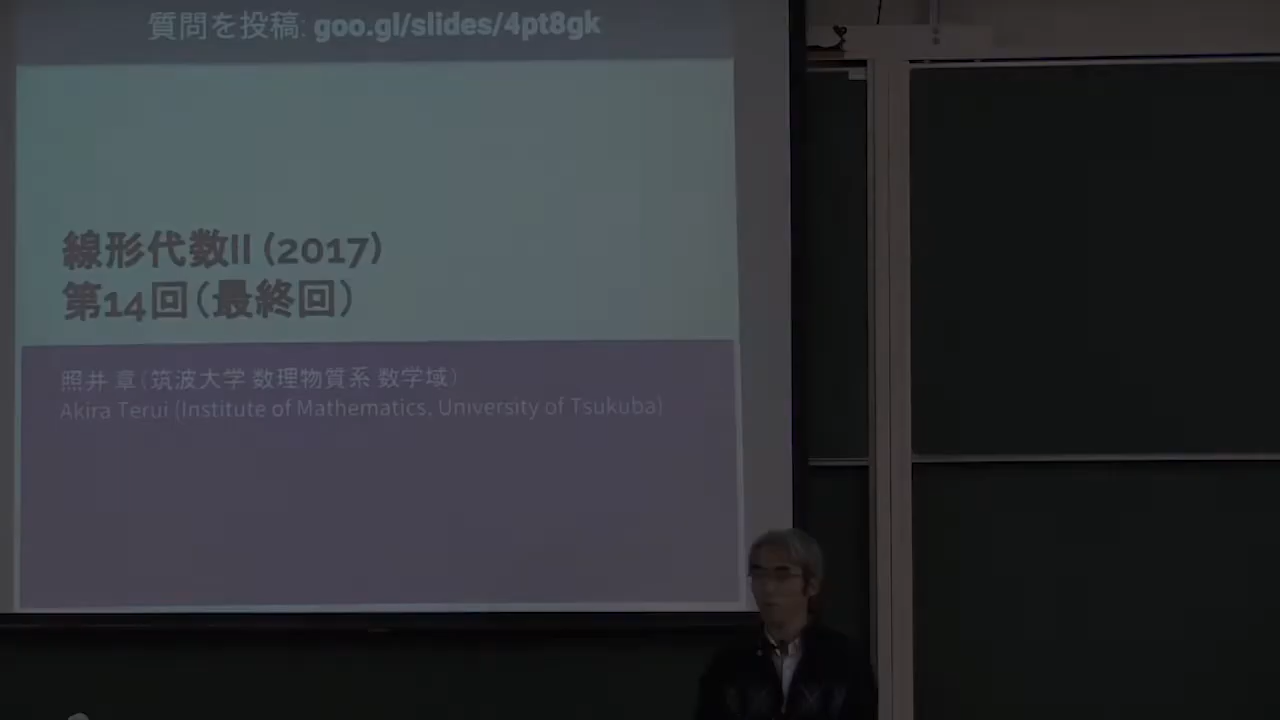 質問を投稿: goo.gl/slides/4pt8gk
線形代数II (2017)
第14回(最終回)
照井 章(筑波大学 数理物質系 数学域)
Akira Terui (Institute of Mathematics, University of Tsukuba)